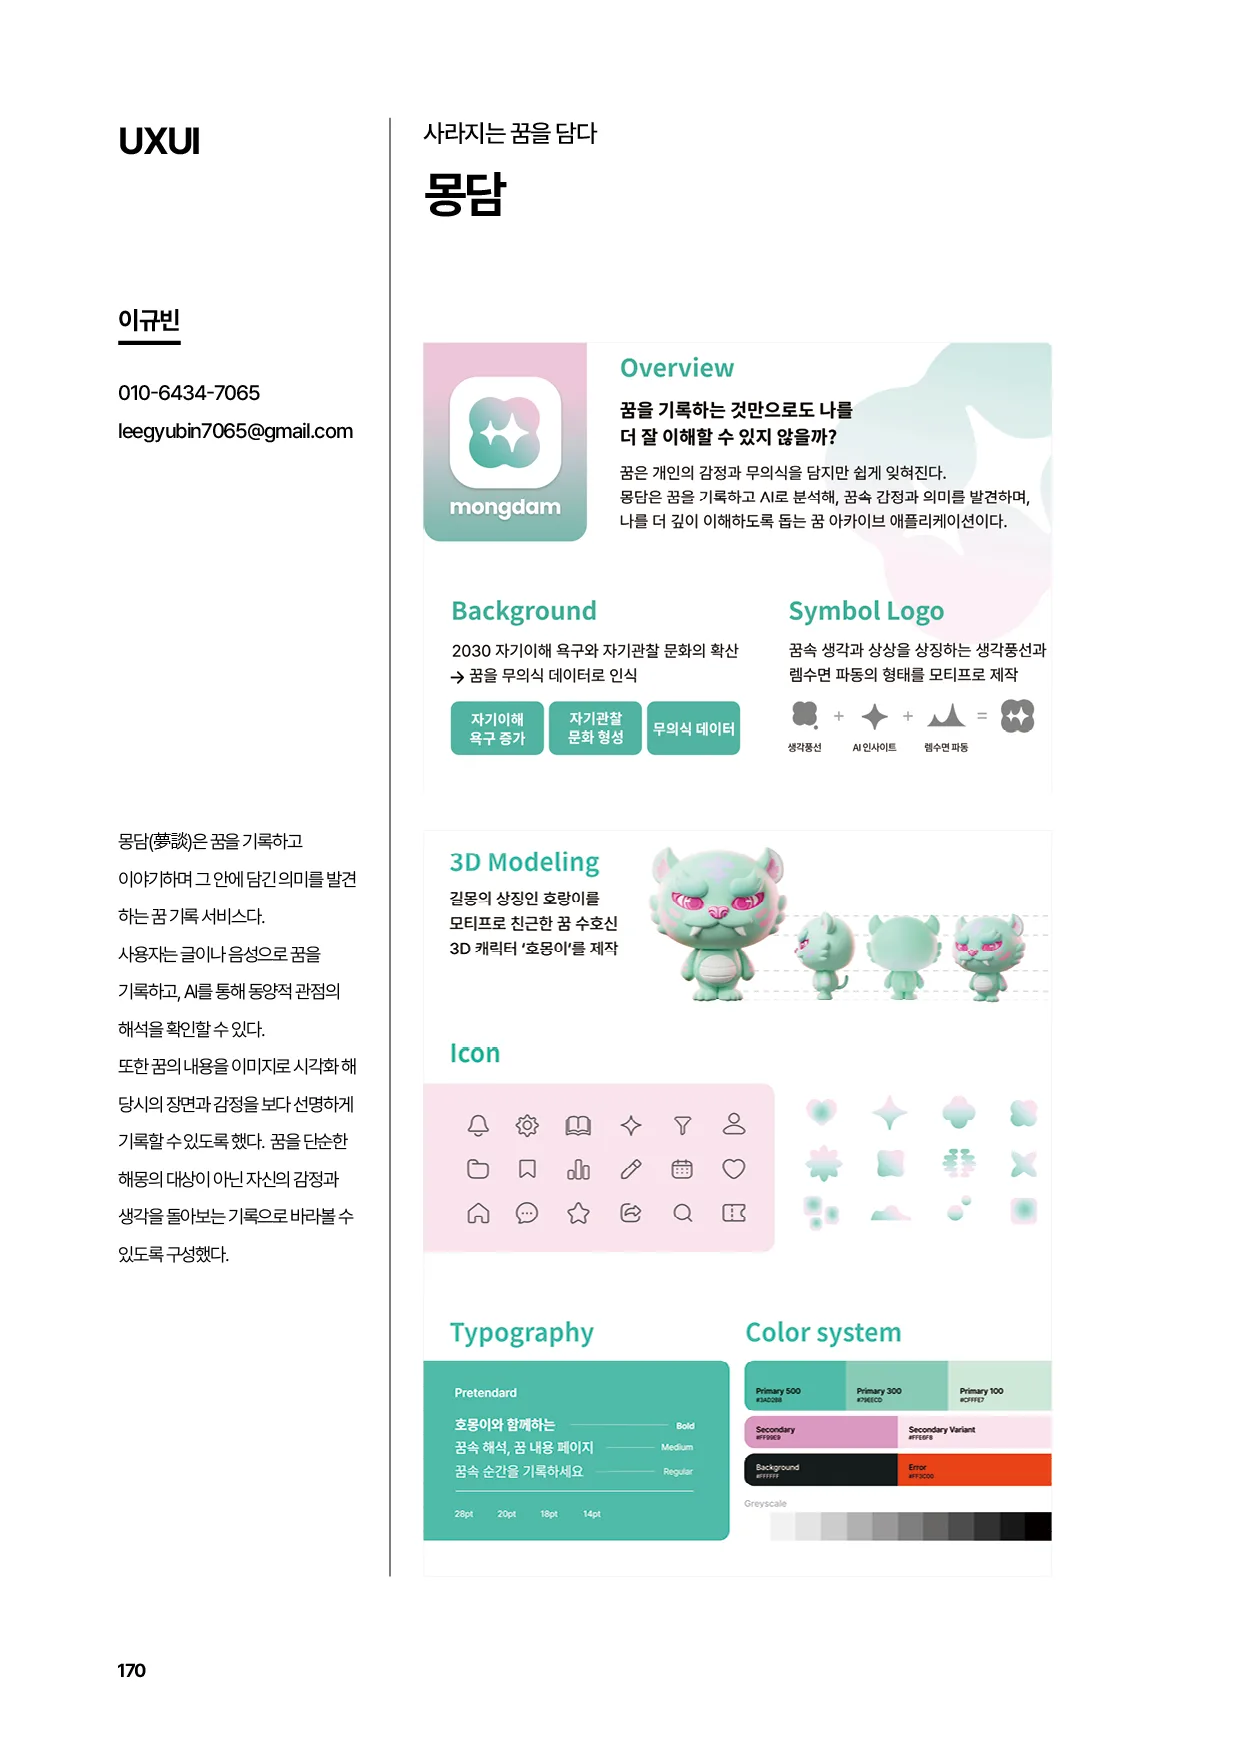 UXUI
사라지는 꿈을 담다
몽담
이규빈
010-6434-7065
leegyubin7065@gmail.com
몽담(夢談)은 꿈을 기록하고
이야기하며 그 안에 담긴 의미를 발견
하는 꿈 기록 서비스다.
사용자는 글이나 음성으로 꿈을
기록하고, AI를 통해 동양적 관점의
해석을 확인할 수 있다.
또한 꿈의 내용을 이미지로 시각화 해
당시의 장면과 감정을 보다 선명하게
기록할 수 있도록 했다. 꿈을 단순한
해몽의 대상이 아닌 자신의 감정과
생각을 돌아보는 기록으로 바라볼 수
있도록 구성했다.
mongdam
Overview
꿈을 기록하는 것만으로도 나를
더 잘 이해할 수 있지 않을까?
꿈은 개인의 감정과 무의식을 담지만 쉽게 잊혀진다.
몽담은 꿈을 기록하고 AI로 분석해, 꿈속 감정과 의미를 발견하며,
나를 더 깊이 이해하도록 돕는 꿈 아카이브 애플리케이션이다.
Background
2030 자기이해 욕구와 자기관찰 문화의 확산
→ 꿈을 무의식 데이터로 인식
자기이해
욕구 증가
자기관찰
문화 형성
무의식 데이터
Symbol Logo
꿈속 생각과 상상을 상징하는 생각풍선과
렘수면 파동의 형태를 모티프로 제작
+ + =
생각풍선 AI 인사이트 렘수면 파동
3D Modeling
길몽의 상징인 호랑이를
모티프로 친근한 꿈 수호신
3D 캐릭터 ‘호몽이’를 제작
Icon
Typography
Pretendard
호몽이와 함께하는 Bold
꿈속 해석, 꿈 내용 페이지 Medium
꿈속 순간을 기록하세요 Regular
28pt 20pt 18pt 14pt
Color system
Primary 500
#3AD2B8
Primary 300
#79EECD
Primary 100
#CFFFE7
Secondary
#FF99E9
Secondary Variant
#FFE6F8
Background
#FFFFFF
Error
#FF3C00
Greyscale
170